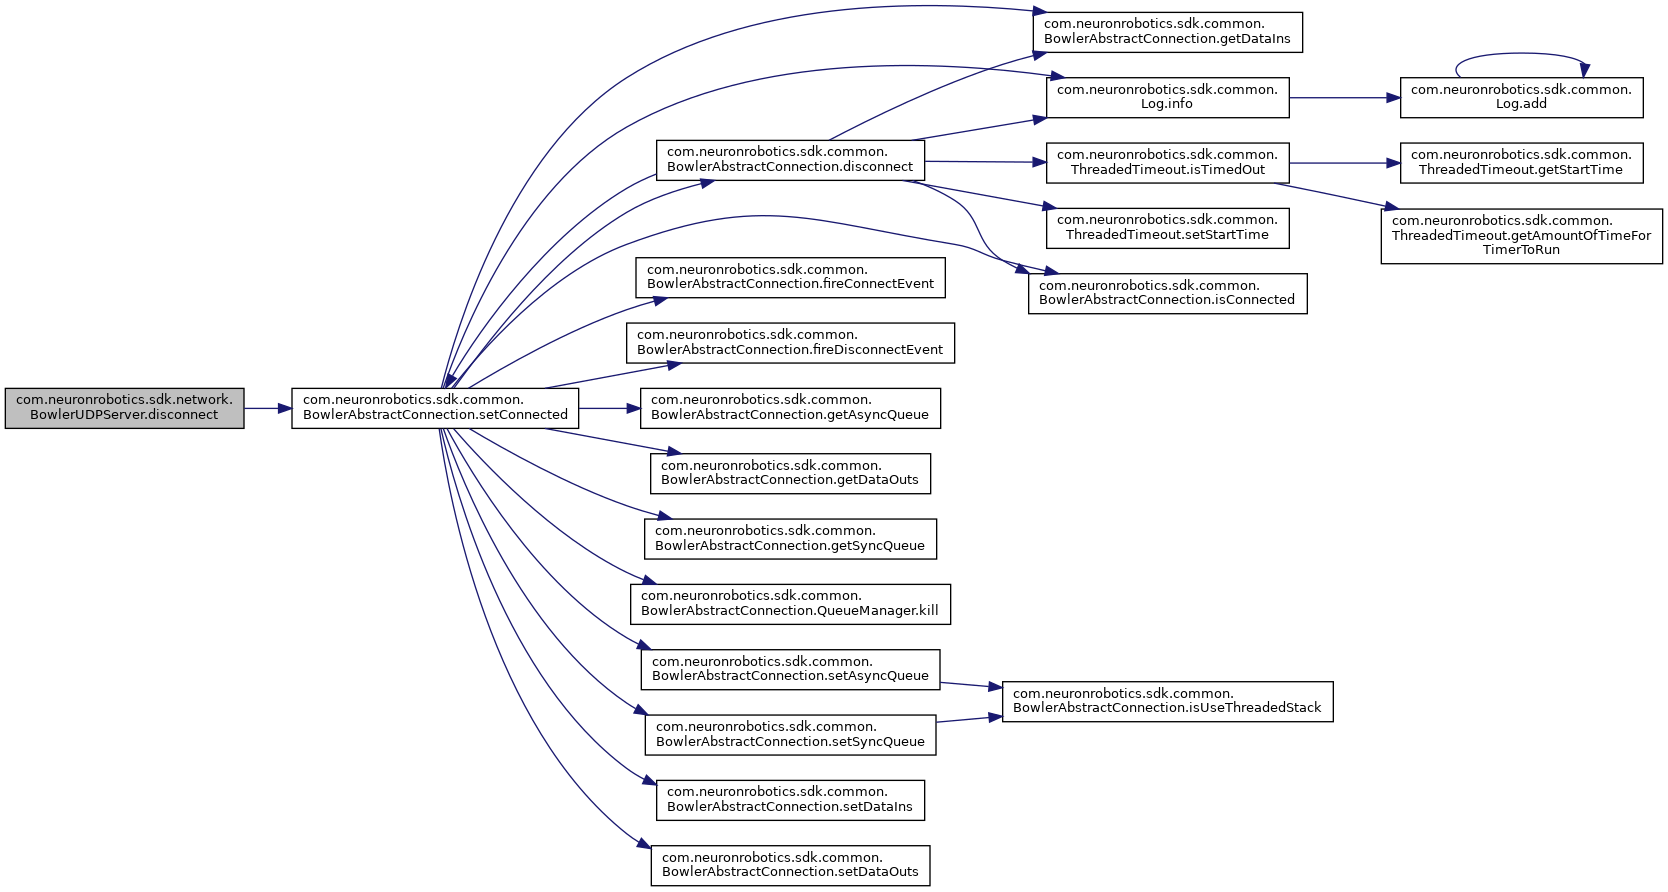 com.neuronrobotics.sdk.common.
BowlerAbstractConnection.getDataIns
com.neuronrobotics.sdk.common.
Log.info
com.neuronrobotics.sdk.common.
Log.add
com.neuronrobotics.sdk.common.
BowlerAbstractConnection.disconnect
com.neuronrobotics.sdk.common.
ThreadedTimeout.isTimedOut
com.neuronrobotics.sdk.common.
ThreadedTimeout.getStartTime
com.neuronrobotics.sdk.common.
ThreadedTimeout.setStartTime
com.neuronrobotics.sdk.common.
ThreadedTimeout.getAmountOfTimeFor
TimerToRun
com.neuronrobotics.sdk.common.
BowlerAbstractConnection.fireConnectEvent
com.neuronrobotics.sdk.common.
BowlerAbstractConnection.isConnected
com.neuronrobotics.sdk.common.
BowlerAbstractConnection.fireDisconnectEvent
com.neuronrobotics.sdk.network.
BowlerUDPServer.disconnect
com.neuronrobotics.sdk.common.
BowlerAbstractConnection.setConnected
com.neuronrobotics.sdk.common.
BowlerAbstractConnection.getAsyncQueue
com.neuronrobotics.sdk.common.
BowlerAbstractConnection.getDataOuts
com.neuronrobotics.sdk.common.
BowlerAbstractConnection.getSyncQueue
com.neuronrobotics.sdk.common.
BowlerAbstractConnection.QueueManager.kill
com.neuronrobotics.sdk.common.
BowlerAbstractConnection.setAsyncQueue
com.neuronrobotics.sdk.common.
BowlerAbstractConnection.isUseThreadedStack
com.neuronrobotics.sdk.common.
BowlerAbstractConnection.setSyncQueue
com.neuronrobotics.sdk.common.
BowlerAbstractConnection.setDataIns
com.neuronrobotics.sdk.common.
BowlerAbstractConnection.setDataOuts